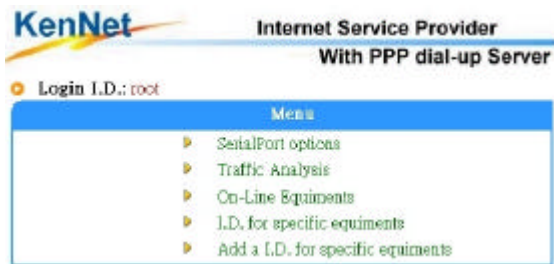 KenNet
Internet Service Provider
With PPP dial-up Server
Login I.D.: root
Menu
SerialPort options
Traffic Analysis
On-Line Equiments
I.D. for specific equiments
Add a I.D. for specific equiments